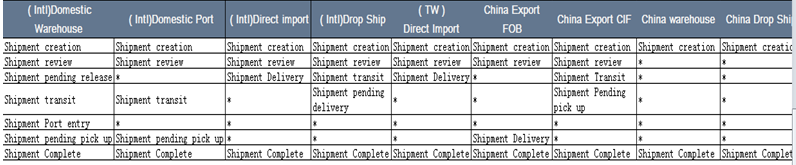 ( Intl)Domestic Warehouse ( Intl)Domestic Port ( Intl)Direct import ( Intl)Drop Ship ( TW ) Direct Import China Export FOB China Export CIF China warehouse China Drop Shi
Shipment creation Shipment creation Shipment creation Shipment creation Shipment creation Shipment creation Shipment creation Shipment creation Shipment creatio
Shipment review Shipment review Shipment review Shipment review Shipment review Shipment review Shipment review * *
Shipment pending release * Shipment Delivery Shipment transit Shipment Delivery * Shipment Transit * *
Shipment transit Shipment transit * Shipment pending delivery * * Shipment Pending pick up * *
Shipment Port entry * * * * * * * *
Shipment pending pick up Shipment pending pick up * * * Shipment Delivery * * *
Shipment Complete Shipment Complete Shipment Complete Shipment Complete Shipment Complete Shipment Complete Shipment Complete Shipment Complete Shipment Complet